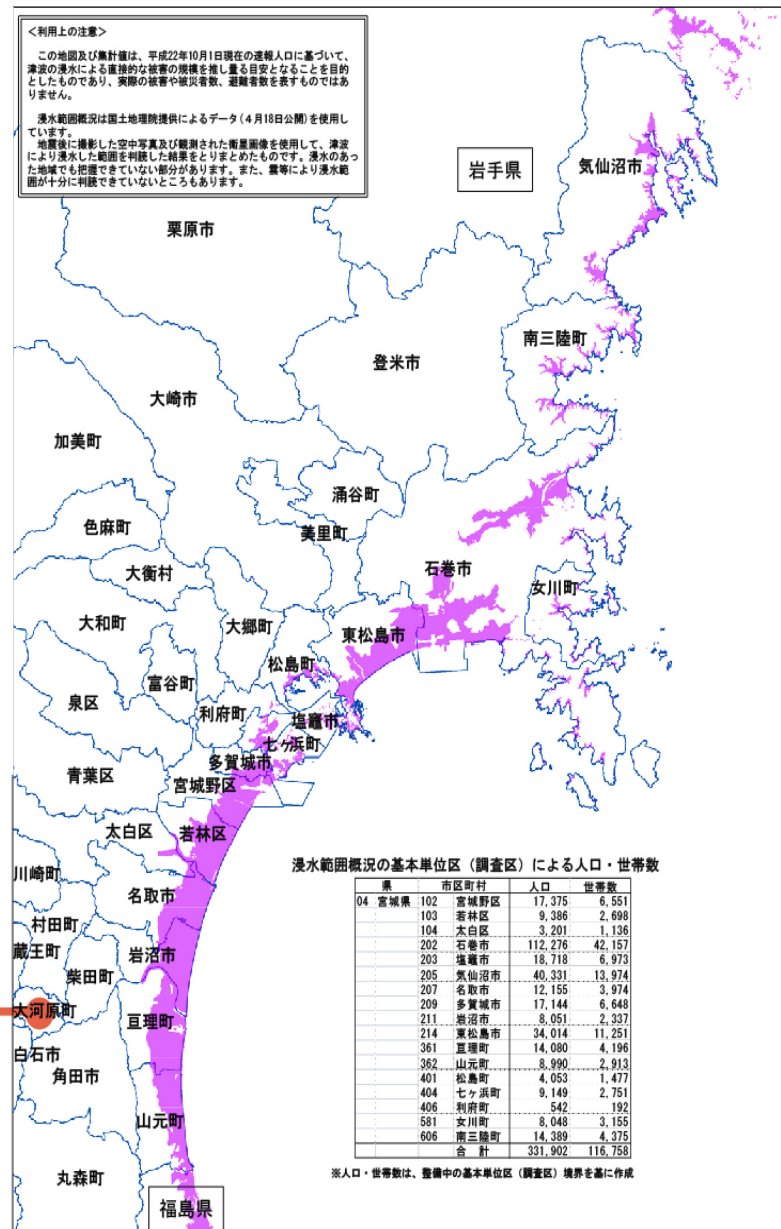 <利用上の注意>
この地図及び集計値は、平成22年10月1日現在の速報人口に基づいて、
津波の浸水による直接的な被害の規模を推し量る目安となることを目的
としたものであり、実際の被害や被災者数、避難者数を表すものではあ
りません。
浸水範囲概況は国土地理院提供によるデータ(4月18日公開)を使用し
ています。
地震後に撮影した空中写真及び観測された衛星画像を使用して、津波
により浸水した範囲を判読した結果をとりまとめたものです。浸水のあっ
た地域でも把握できていない部分があります。また、雲等により浸水範
囲が十分に判読できていないところもあります。
岩手県
気仙沼市
栗原市
南三陸町
登米市
大崎市
加美町
涌谷町
色麻町
美里町
大衡村
石巻市
女川町
大和町
大郷町
東松島市
松島町
富谷町
泉区
利府町
塩竈市
七ヶ浜町
多賀城市
青葉区
宮城野区
太白区
若林区
川崎町
名取市
村田町
蔵王町
岩沼市
柴田町
大河原町
亘理町
白石市
角田市
山元町
丸森町
福島県
浸水範囲概況の基本単位区(調査区)による人口・世帯数
県 市区町村 人口 世帯数
04 宮城県 102 宮城野区 17,375 6,551
103 若林区 9,386 2,698
104 太白区 3,201 1,136
202 石巻市 112,276 42,157
203 塩竈市 18,718 6,973
205 気仙沼市 40,331 13,974
207 名取市 12,155 3,974
209 多賀城市 17,144 6,648
211 岩沼市 8,051 2,337
214 東松島市 34,014 11,251
361 亘理町 14,080 4,196
362 山元町 8,990 2,913
401 松島町 4,053 1,477
404 七ヶ浜町 9,149 2,751
406 利府町 542 192
581 女川町 8,048 3,155
606 南三陸町 14,389 4,375
合計 331,902 116,758
※人口・世帯数は、整備中の基本単位区(調査区)境界を基に作成